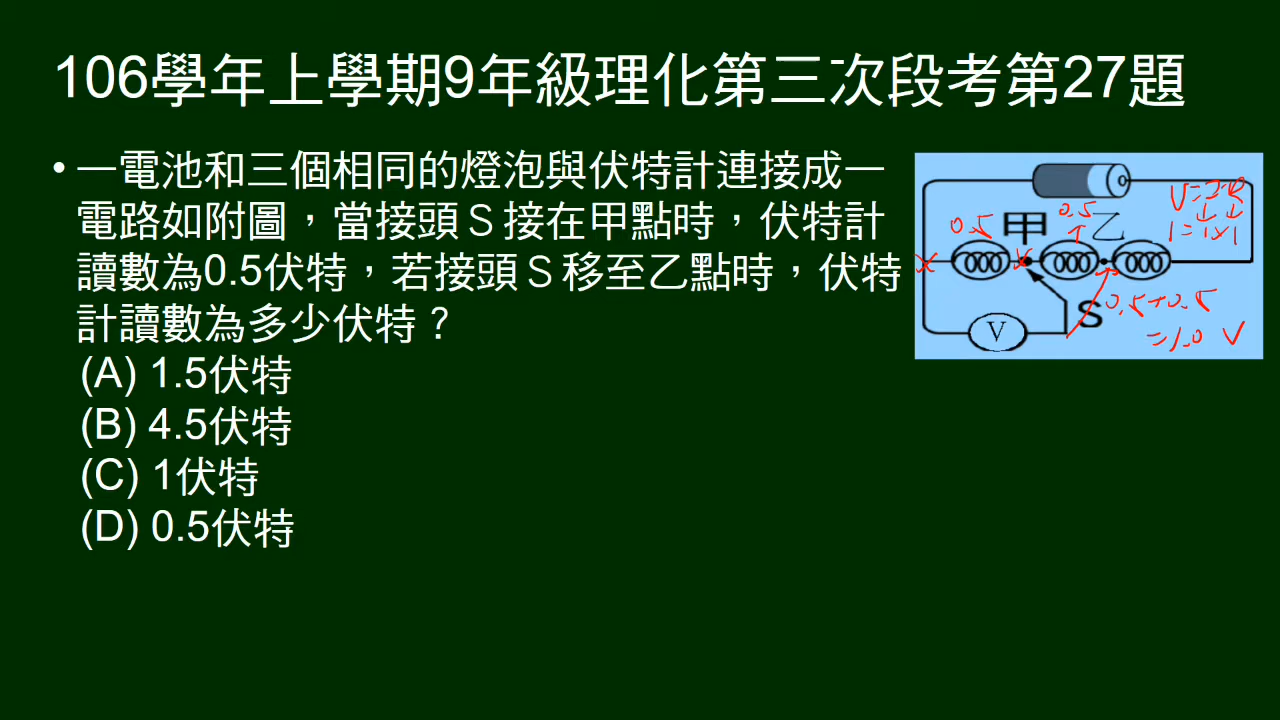 106學年上學期9年級理化第三次段考第27題
• 一電池和三個相同的燈泡與伏特計連接成一
電路如附圖，當接頭Ｓ接在甲點時，伏特計
讀數為0.5伏特，若接頭Ｓ移至乙點時，伏特
計讀數為多少伏特？
(A) 1.5伏特
(B) 4.5伏特
(C) 1伏特
(D) 0.5伏特
V=I·R
1=1×1
0.5
0.5
甲
乙
S
0.5+0.5
=1.0 V
V